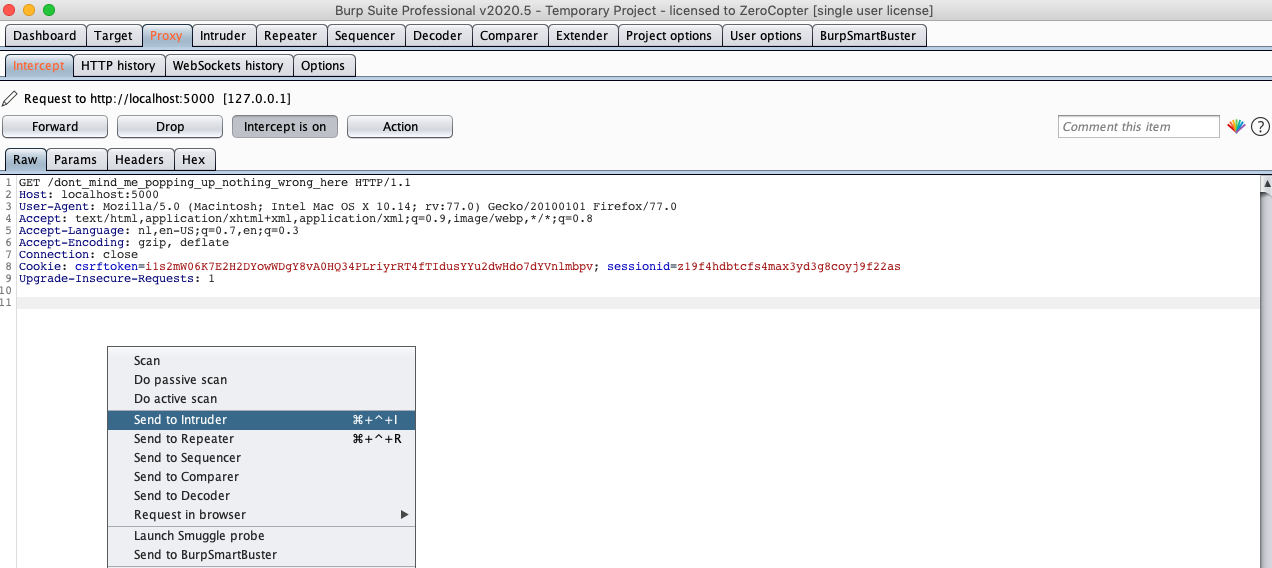 Burp Suite Professional v2020.5 - Temporary Project - licensed to ZeroCopter [single user license]
Dashboard Target Proxy Intruder Repeater Sequencer Decoder Comparer Extender Project options User options BurpSmartBuster
Intercept HTTP history WebSockets history Options
Request to http://localhost:5000 [127.0.0.1]
Forward Drop Intercept is on Action Comment this item ?
Raw Params Headers Hex
1 GET /dont_mind_me_popping_up_nothing_wrong_here HTTP/1.1
2 Host: localhost:5000
3 User-Agent: Mozilla/5.0 (Macintosh; Intel Mac OS X 10.14; rv:77.0) Gecko/20100101 Firefox/77.0
4 Accept: text/html,application/xhtml+xml,application/xml;q=0.9,image/webp,*/*;q=0.8
5 Accept-Language: nl,en-US;q=0.7,en;q=0.3
6 Accept-Encoding: gzip, deflate
7 Connection: close
8 Cookie: csrftoken=i1s2mW06K7E2H2DYowWDgY8vA0HQ34PLriyrRT4fTIdusYYu2dwHdo7dYVnlmbpv; sessionid=z19f4hdbtcfs4max3yd3g8coyj9f22as
9 Upgrade-Insecure-Requests: 1
10
11
Scan
Do passive scan
Do active scan
Send to Intruder ⌘+^+I
Send to Repeater ⌘+^+R
Send to Sequencer
Send to Comparer
Send to Decoder
Request in browser
Launch Smuggle probe
Send to BurpSmartBuster